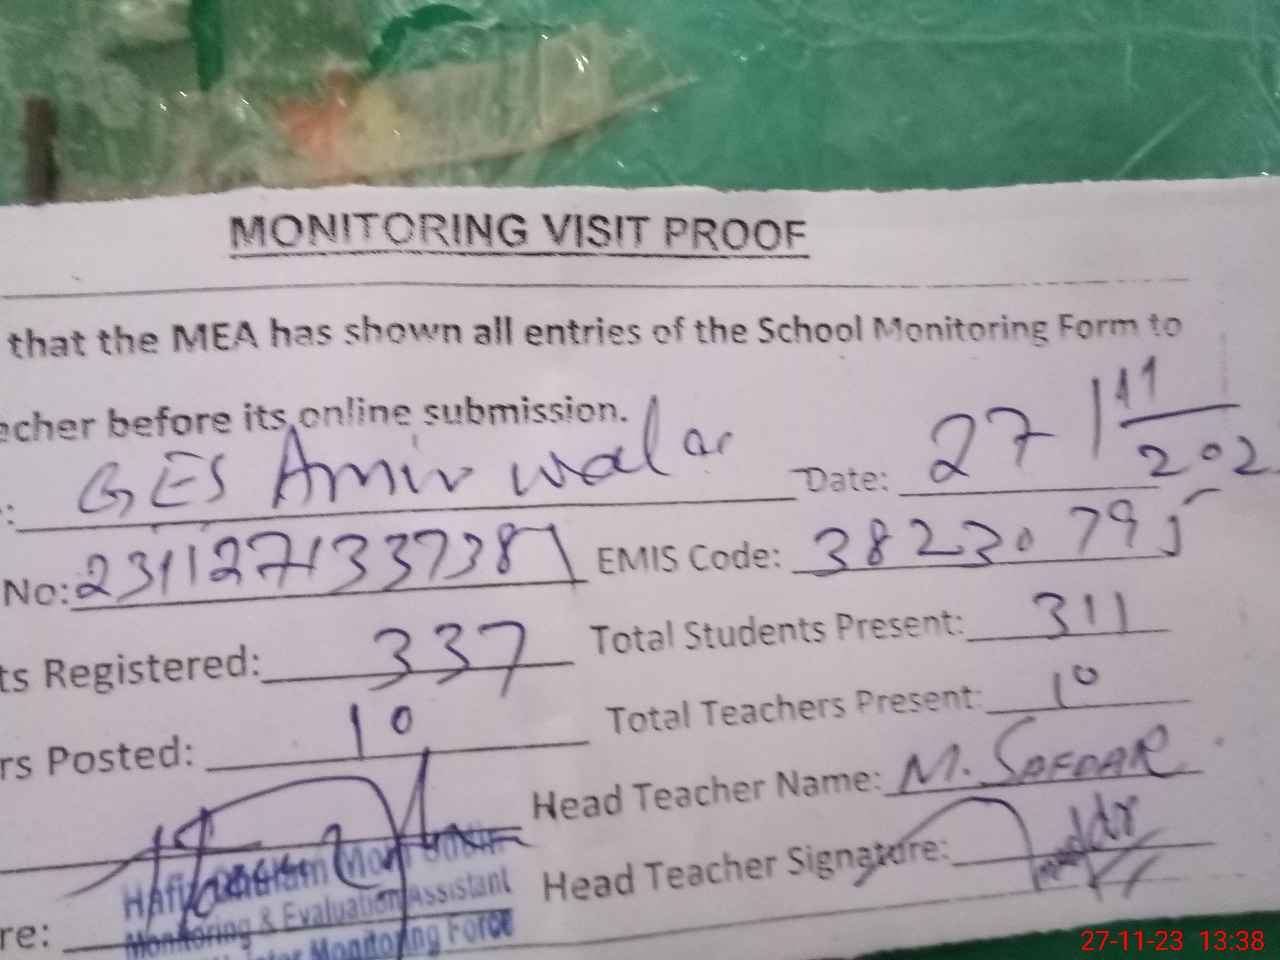 MONITORING VISIT PROOF
that the MEA has shown all entries of the School Monitoring Form to
acher before its online submission.
: GES Amir wala Date: 27/11/202
No: 2311271337381 EMIS Code: 38230795
ts Registered: 337 Total Students Present: 311
rs Posted: 10 Total Teachers Present: 10
Head Teacher Name: M. SAFDAR
Head Teacher Signature:
Monitoring & Evaluation Assistant
re: Monitoring Force
27-11-23 13:38